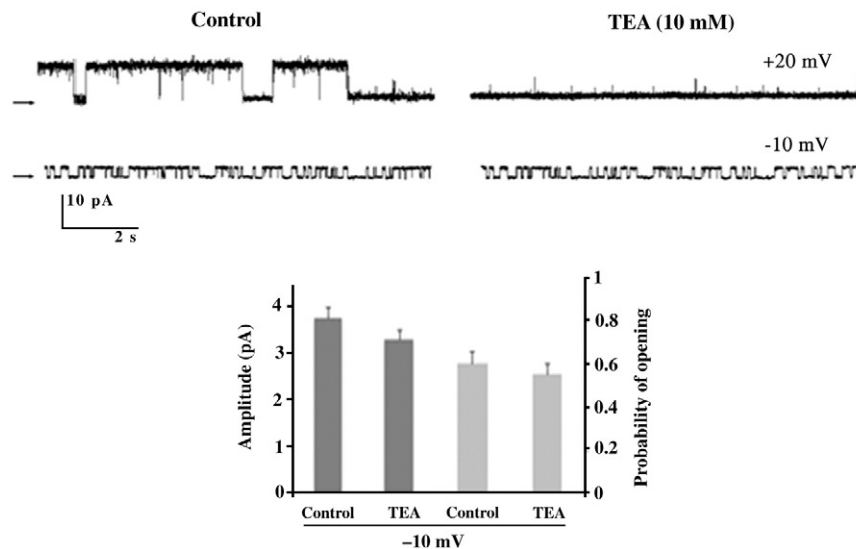 Control
TEA (10 mM)
+20 mV
-10 mV
10 pA
2 s
Amplitude (pA)
4
3
2
1
0
1
0.8
0.6
0.4
0.2
0
Probability of opening
Control
TEA
Control
TEA
–10 mV